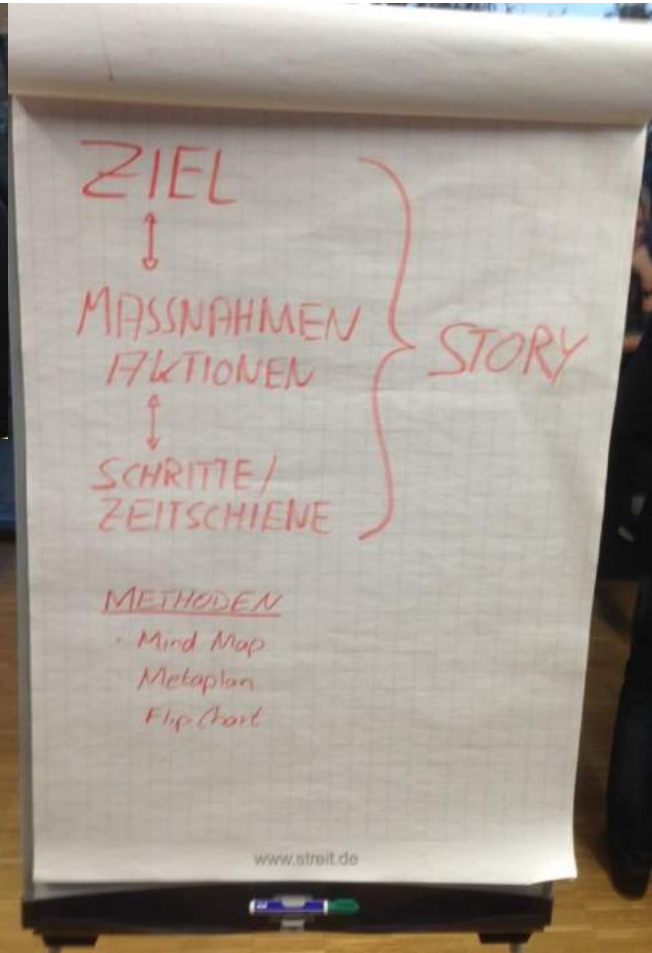 ZIEL
MASSNAHMEN
AKTIONEN
STORY
SCHRITTE/
ZEITSCHIENE
METHODEN
· Mind Map
Metaplan
Flip Chart
www.streit.de